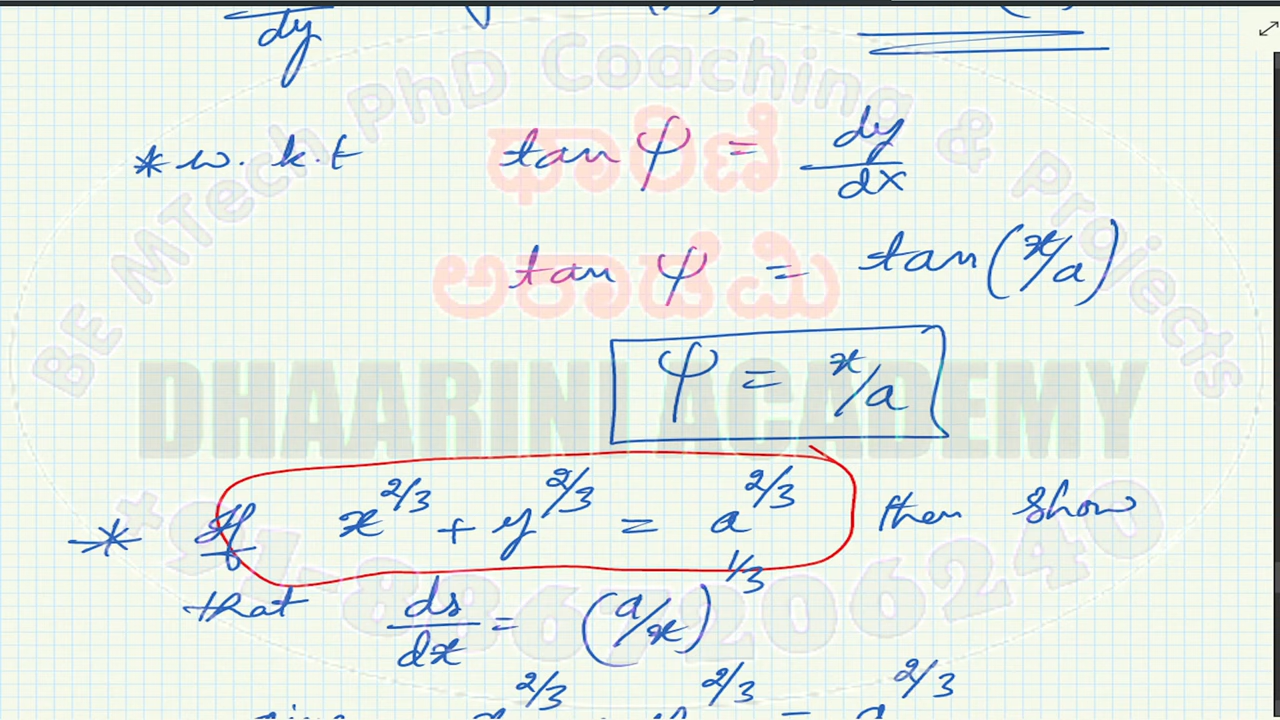 dy
* w.k.t tan ψ = dy/dx
tan ψ = tan(x/a)
ψ = x/a
* If x^{2/3} + y^{2/3} = a^{2/3} then show
that ds/dx = (a/x)^{1/3}
BE MTech PhD Coaching & Projects
ಧಾರಿಣಿ
ಅಕಾಡೆಮಿ
DHAARINI ACADEMY